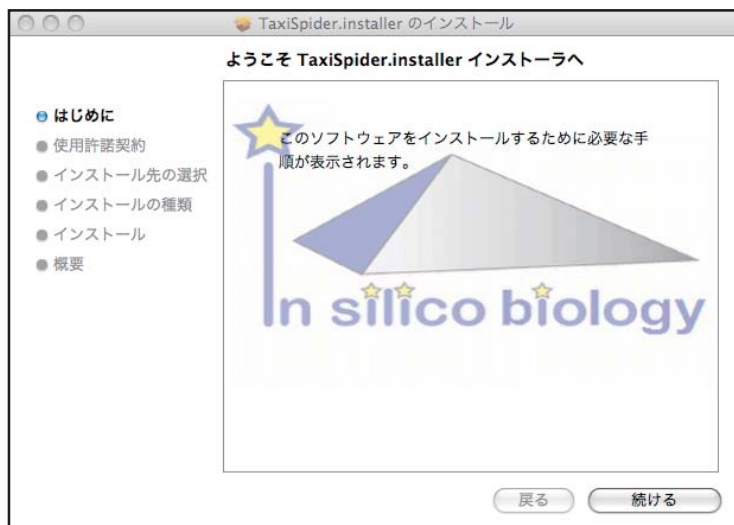 TaxiSpider.installer のインストール
ようこそ TaxiSpider.installer インストーラへ
はじめに
使用許諾契約
インストール先の選択
インストールの種類
インストール
概要
このソフトウェアをインストールするために必要な手
順が表示されます。
In silico biology
戻る
続ける